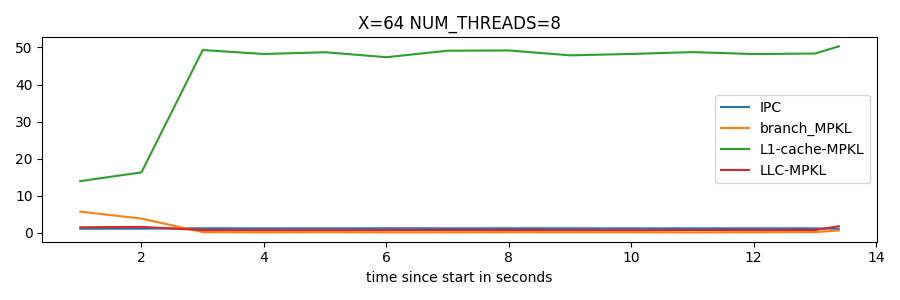 X=64 NUM_THREADS=8
50
40
30
20
10
0
IPC
branch_MPKL
L1-cache-MPKL
LLC-MPKL
2 4 6 8 10 12 14
time since start in seconds